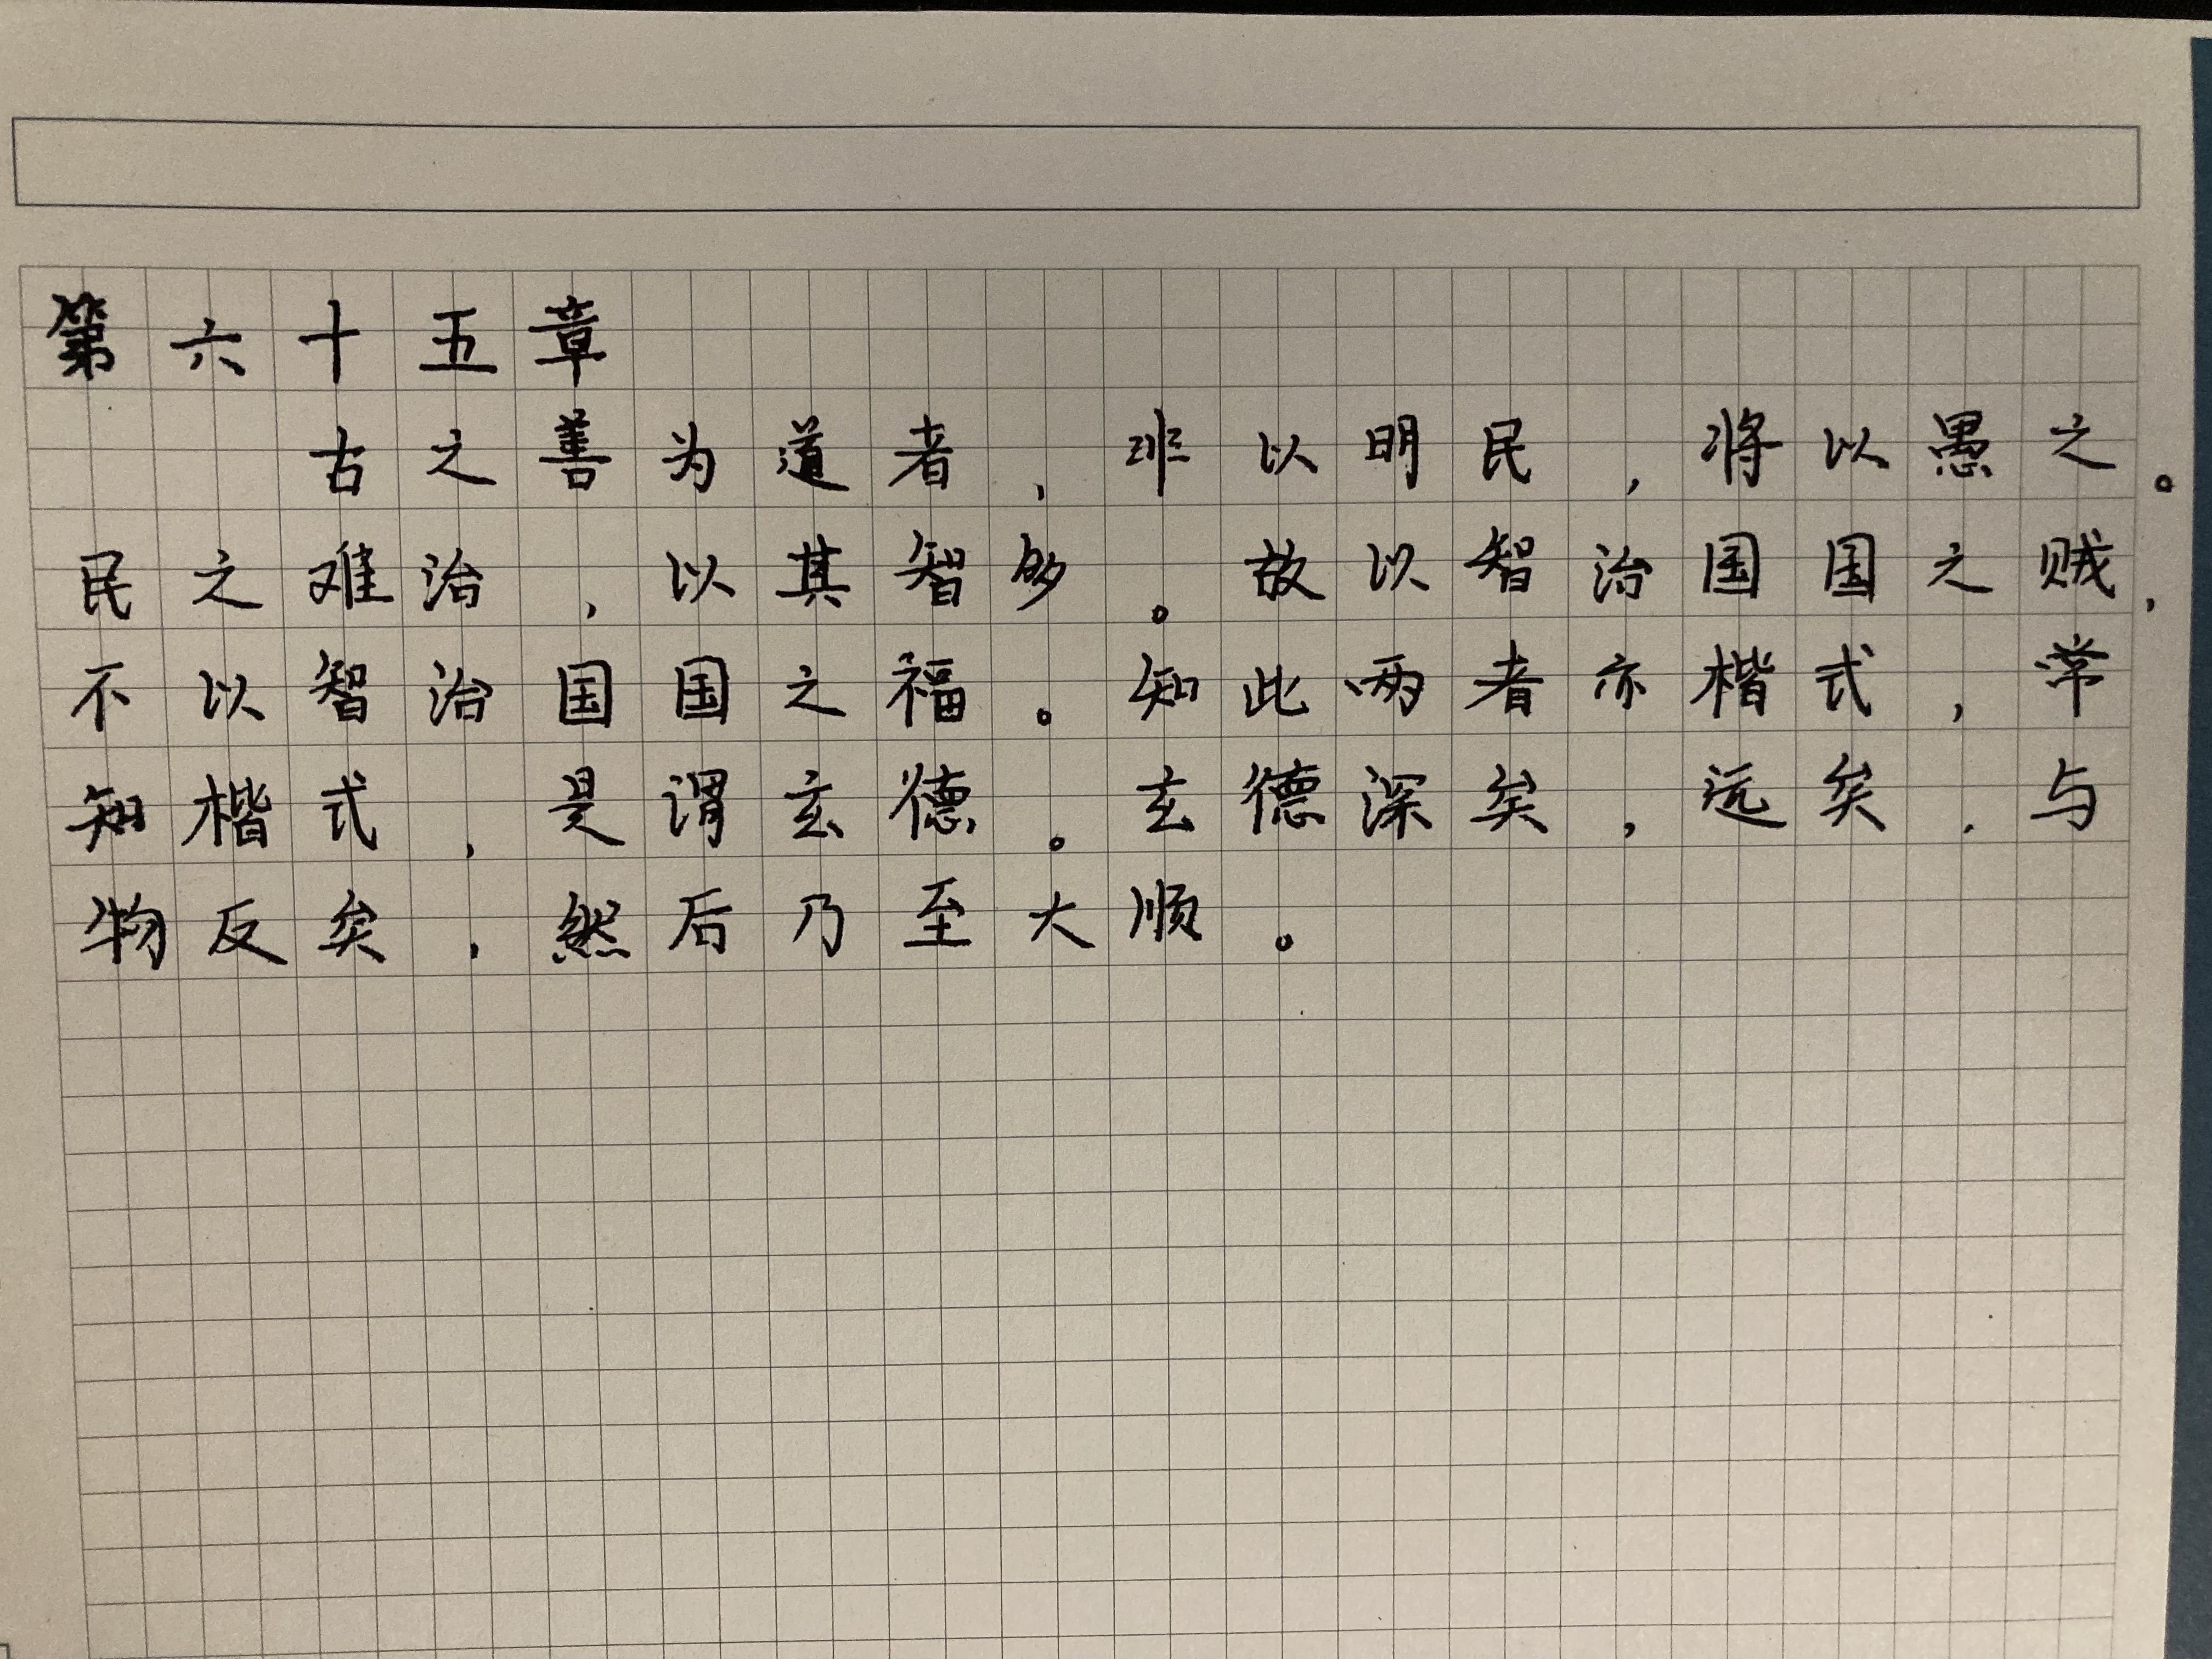 第六十五章
古之善为道者，非以明民，将以愚之。
民之难治，以其智够。故以智治国国之贼，
不以智治国国之福。知此两者亦楷式，常
知楷式，是谓玄德。玄德深矣，远矣，与
物反矣，然后乃至大顺。